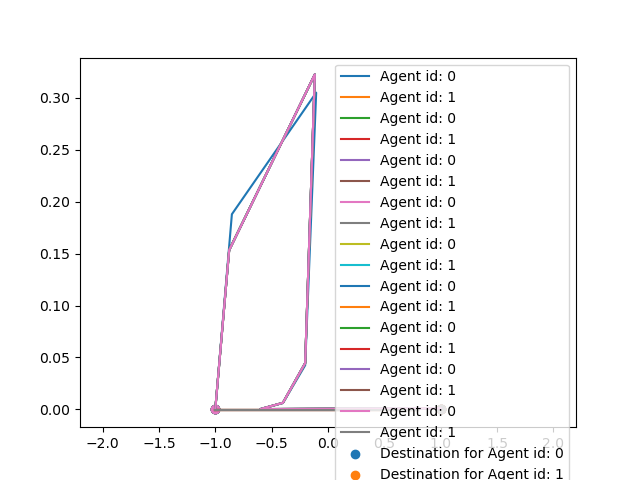 0.30
0.25
0.20
0.15
0.10
0.05
0.00
−2.0
−1.5
−1.0
−0.5
0.0
0.5
1.0
1.5
2.0
Agent id: 0
Agent id: 1
Agent id: 0
Agent id: 1
Agent id: 0
Agent id: 1
Agent id: 0
Agent id: 1
Agent id: 0
Agent id: 1
Agent id: 0
Agent id: 1
Agent id: 0
Agent id: 1
Agent id: 0
Agent id: 1
Agent id: 0
Agent id: 1
Destination for Agent id: 0
Destination for Agent id: 1